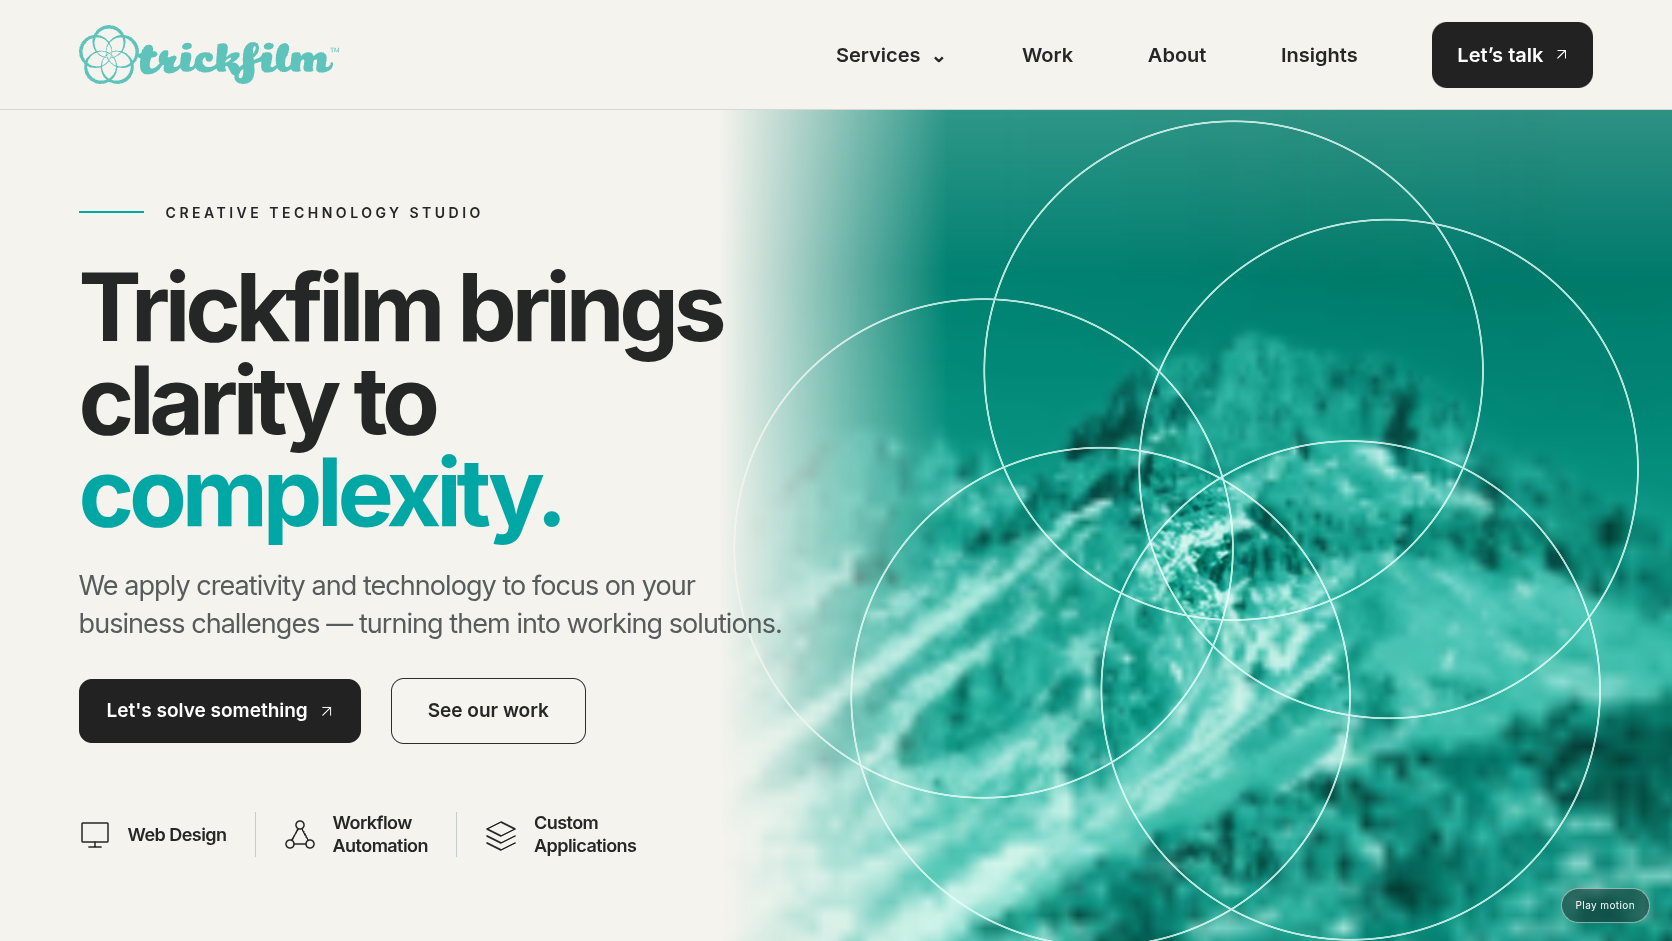 trickfilm™
Services
Work
About
Insights
Let’s talk
CREATIVE TECHNOLOGY STUDIO
Trickfilm brings
clarity to
complexity.
We apply creativity and technology to focus on your
business challenges — turning them into working solutions.
Let's solve something
See our work
Web Design
Workflow
Automation
Custom
Applications
Play motion